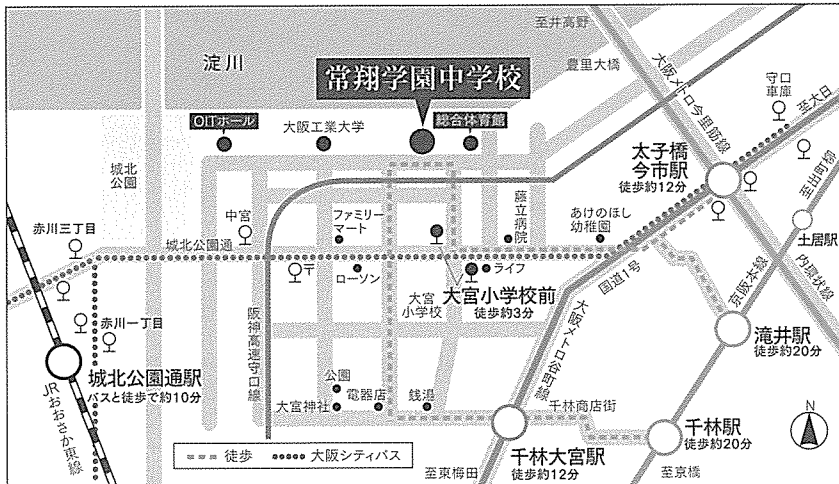 至井高野
淀川
豊里大橋
大阪メトロ今里筋線
常翔学園中学校
守口
車庫
至大日
OITホール
大阪工業大学
総合体育館
城北
公園
太子橋
今市駅
徒歩約12分
至出町柳
藤立病院
土居駅
赤川三丁目
中宮
ファミリー
マート
あけのほし
幼稚園
城北公園通
〒
ローソン
ライフ
国道1号
京阪本線
内環状線
大宮
小学校
大宮小学校前
徒歩約3分
赤川一丁目
阪神高速守口線
大阪メトロ谷町線
滝井駅
徒歩約20分
城北公園通駅
バスと徒歩で約10分
JRおおさか東線
公園
大宮神社
電器店
銭湯
千林商店街
千林駅
徒歩約20分
N
徒歩
大阪シティバス
千林大宮駅
徒歩約12分
至東梅田
至京橋